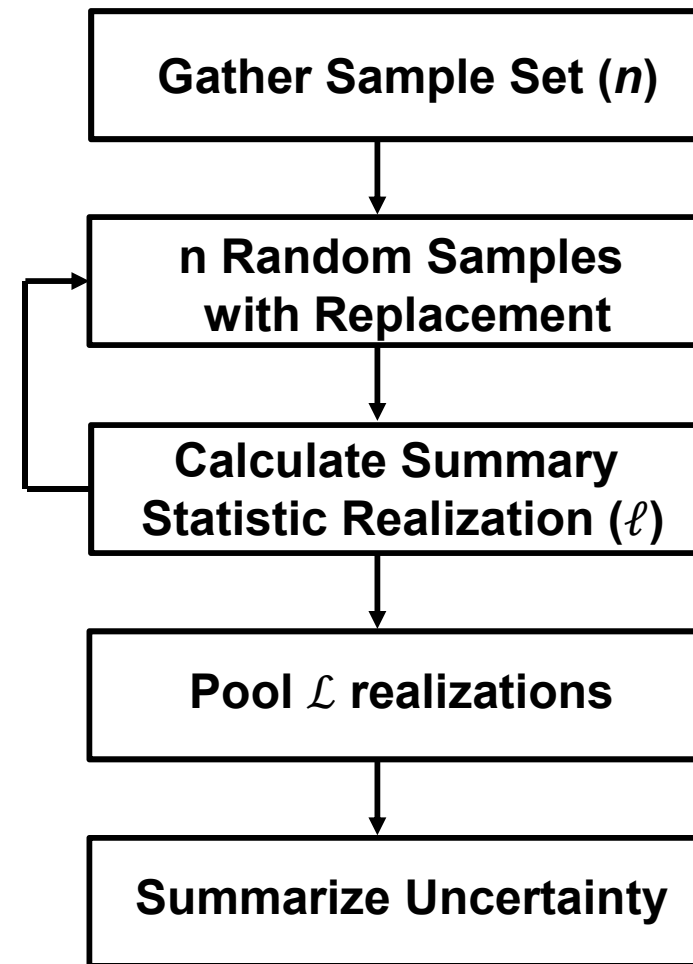 Gather Sample Set (n)
n Random Samples
with Replacement
Calculate Summary
Statistic Realization (ℓ)
Pool ℒ realizations
Summarize Uncertainty